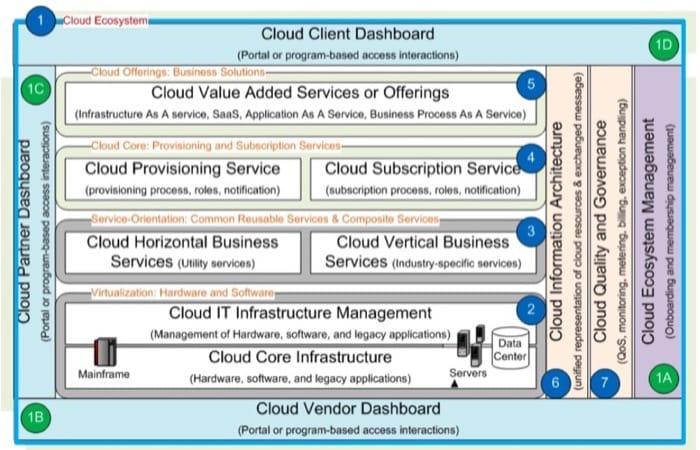 1
Cloud Ecosystem
Cloud Client Dashboard
(Portal or program-based access interactions)
1D
1C
Cloud Partner Dashboard
(Portal or program-based access interactions)
Cloud Offerings: Business Solutions
5
Cloud Value Added Services or Offerings
(Infrastructure As A service, SaaS, Application As A Service, Business Process As A Service)
Cloud Core: Provisioning and Subscription Services
4
Cloud Provisioning Service
(provisioning process, roles, notification)
Cloud Subscription Service
(subscription process, roles, notification)
Service-Orientation: Common Reusable Services & Composite Services
3
Cloud Horizontal Business
Services (Utility services)
Cloud Vertical Business
Services (Industry-specific services)
Virtualization: Hardware and Software
2
Cloud IT Infrastructure Management
(Management of Hardware, software, and legacy applications)
Cloud Core Infrastructure
(Hardware, software, and legacy applications)
Mainframe
Servers
Data
Center
Cloud Information Architecture
(unified representation of cloud resources & exchanged message)
6
Cloud Quality and Governance
(QoS, monitoring, metering, billing, exception handling)
7
Cloud Ecosystem Management
(Onboarding and membership management)
1A
1B
Cloud Vendor Dashboard
(Portal or program-based access interactions)